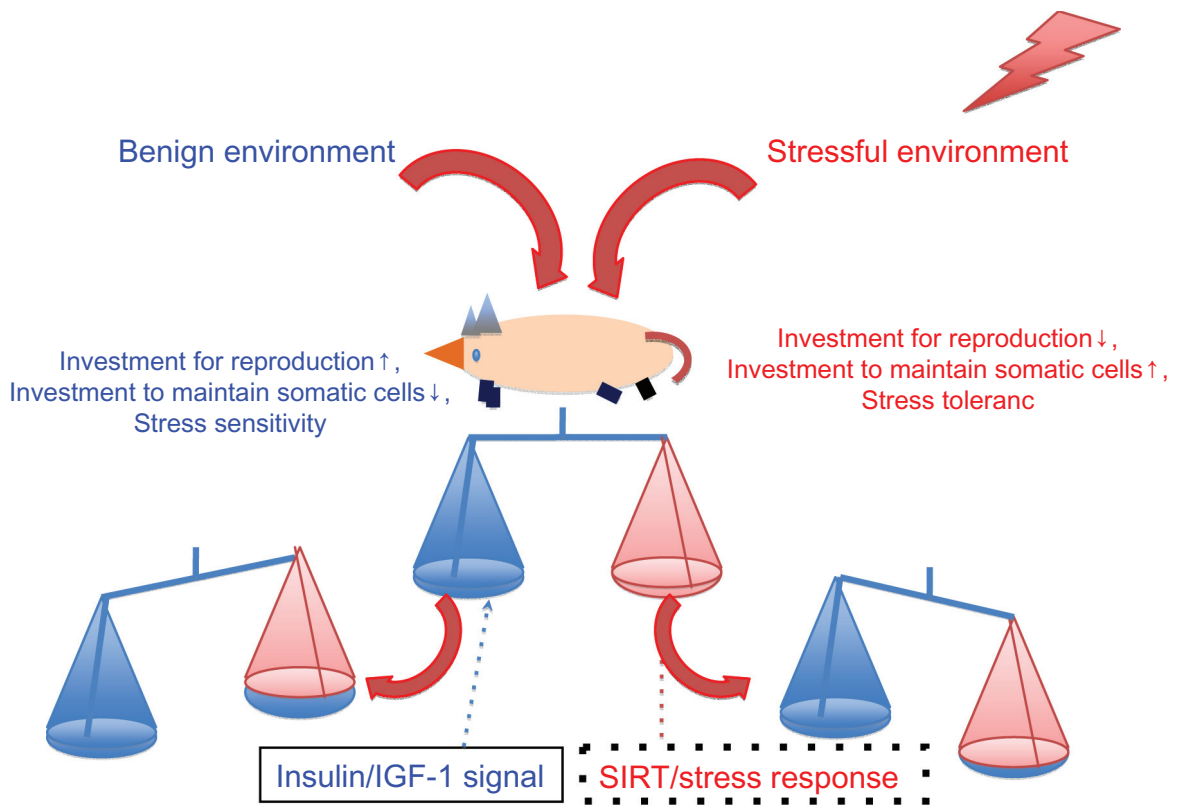 Benign environment
Stressful environment
Investment for reproduction↑,
Investment to maintain somatic cells↓,
Stress sensitivity
Investment for reproduction↓,
Investment to maintain somatic cells↑,
Stress toleranc
Insulin/IGF-1 signal
SIRT/stress response